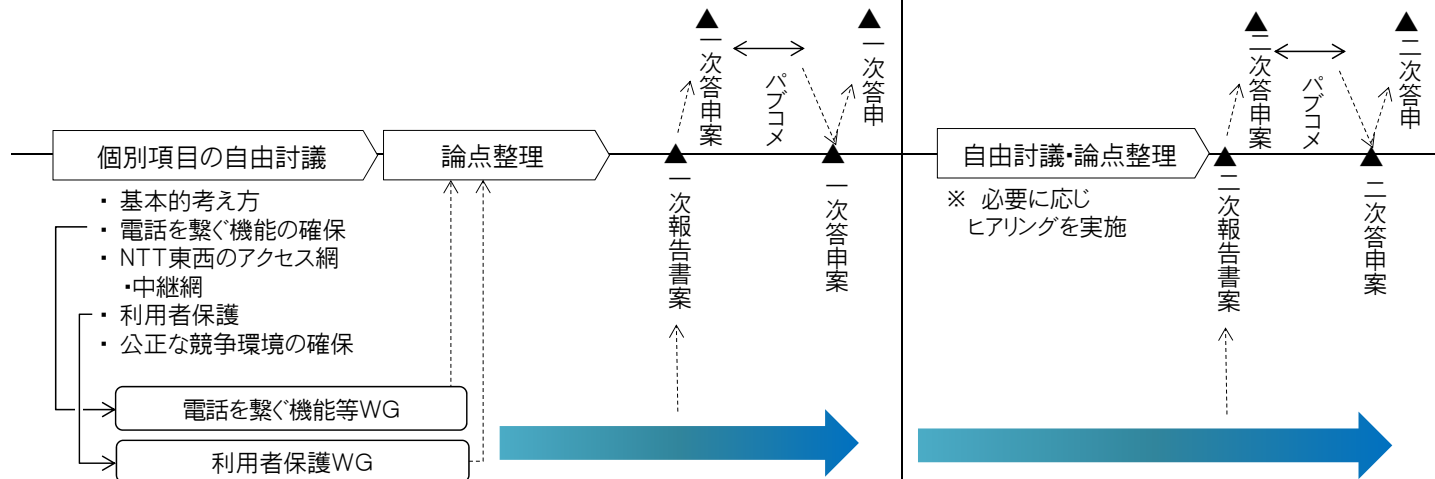 一次答申案
パブコメ
一次答申
二次答申案
パブコメ
二次答申
個別項目の自由討議
論点整理
自由討議・論点整理
・ 基本的考え方
・ 電話を繋ぐ機能の確保
・ NTT東西のアクセス網
・中継網
・ 利用者保護
・ 公正な競争環境の確保
一次報告書案
一次答申案
※ 必要に応じ
ヒアリングを実施
二次報告書案
二次答申案
電話を繋ぐ機能等WG
利用者保護WG